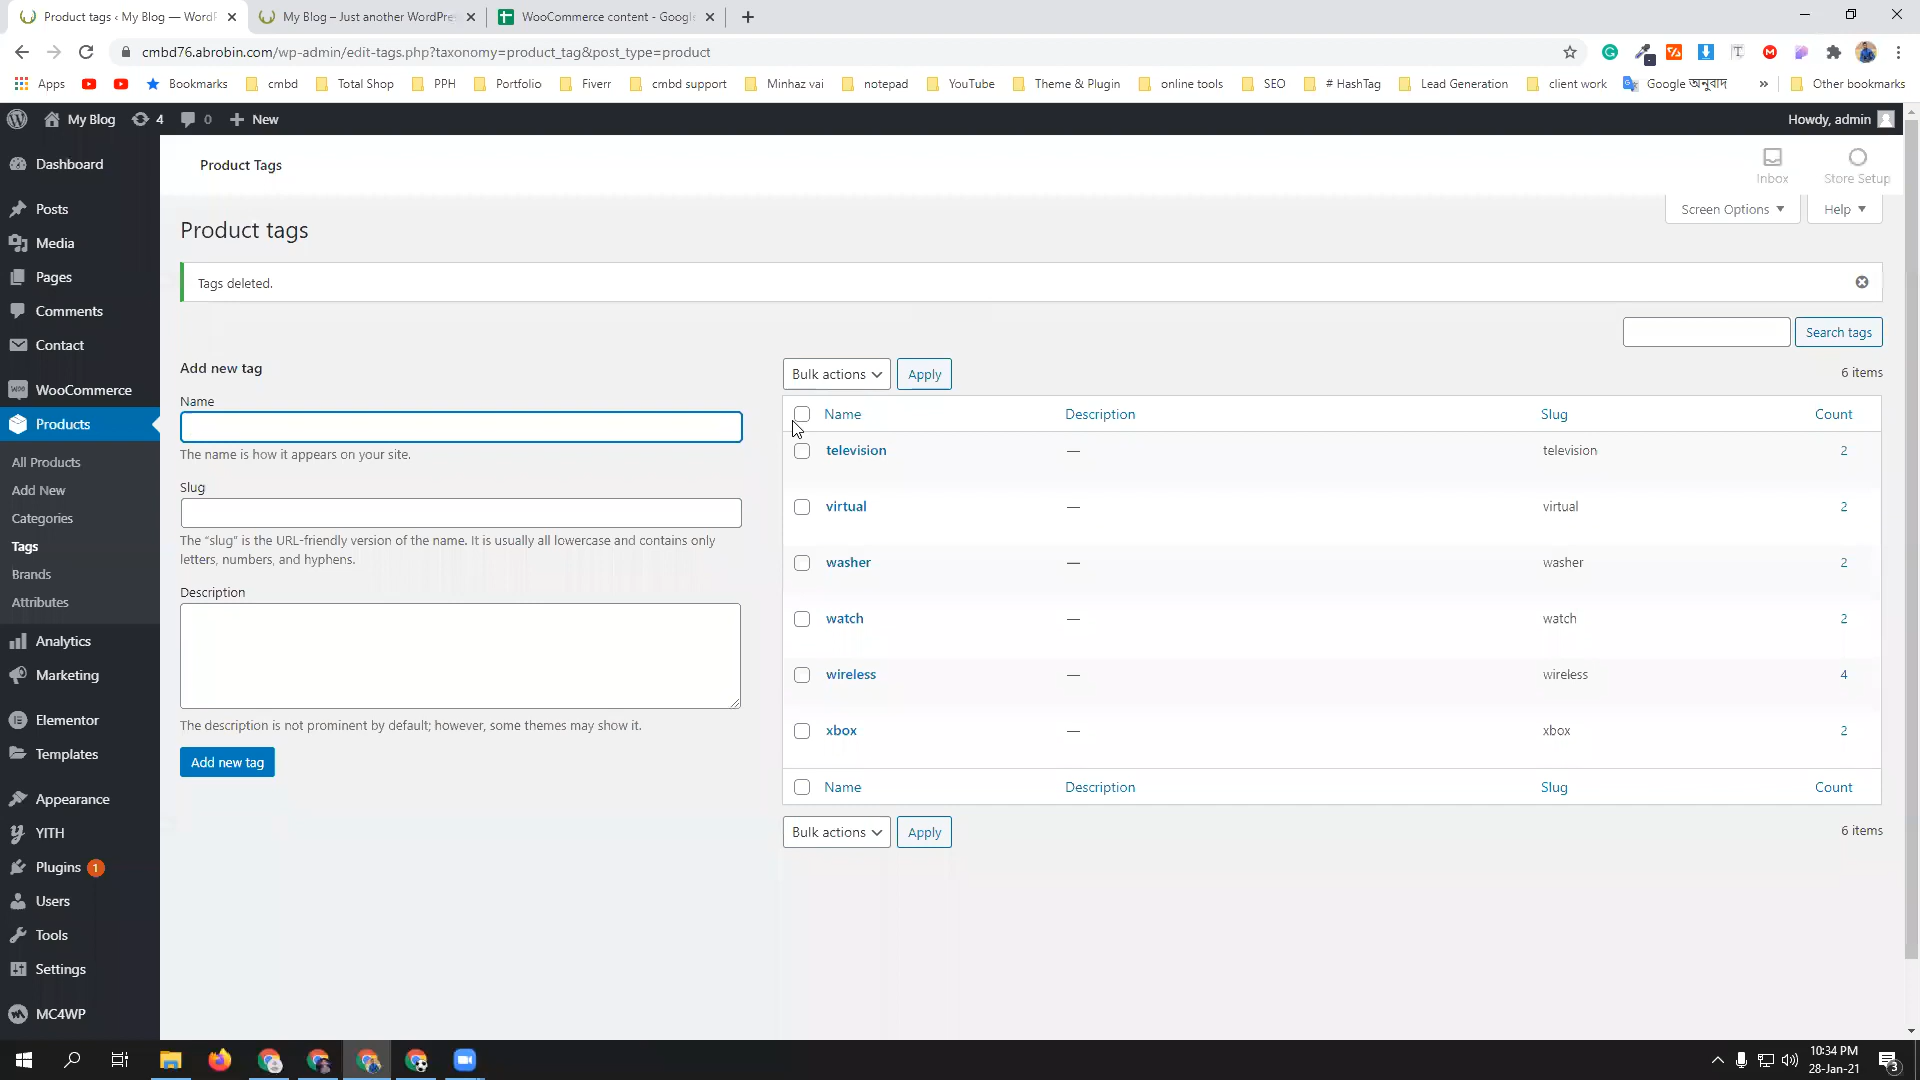 Product tags ‹ My Blog — WordP
My Blog – Just another WordPre
WooCommerce content - Googl
cmbd76.abrobin.com/wp-admin/edit-tags.php?taxonomy=product_tag&post_type=product
Apps
Bookmarks
cmbd
Total Shop
PPH
Portfolio
Fiverr
cmbd support
Minhaz vai
notepad
YouTube
Theme & Plugin
online tools
SEO
# HashTag
Lead Generation
client work
Google অনুবাদ
»
Other bookmarks
My Blog
4
0
New
Howdy, admin
Dashboard
Posts
Media
Pages
Comments
Contact
WooCommerce
Products
All Products
Add New
Categories
Tags
Brands
Attributes
Analytics
Marketing
Elementor
Templates
Appearance
YITH
Plugins 1
Users
Tools
Settings
MC4WP
Product Tags
Inbox
Store Setup
Screen Options
Help
Product tags
Tags deleted.
Search tags
Add new tag
Name
The name is how it appears on your site.
Slug
The “slug” is the URL-friendly version of the name. It is usually all lowercase and contains only
letters, numbers, and hyphens.
Description
The description is not prominent by default; however, some themes may show it.
Add new tag
Bulk actions
Apply
6 items
Name Description Slug Count
television — television 2
virtual — virtual 2
washer — washer 2
watch — watch 2
wireless — wireless 4
xbox — xbox 2
Name Description Slug Count
Bulk actions
Apply
6 items
10:34 PM
28-Jan-21
3